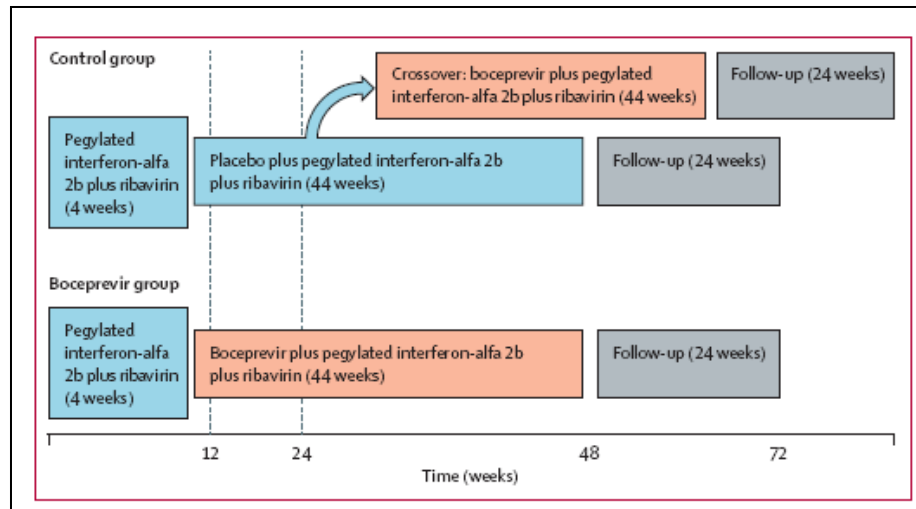 Control group
Crossover: boceprevir plus pegylated
interferon-alfa 2b plus ribavirin (44 weeks)
Follow-up (24 weeks)
Pegylated
interferon-alfa
2b plus ribavirin
(4 weeks)
Placebo plus pegylated interferon-alfa 2b
plus ribavirin (44 weeks)
Follow-up (24 weeks)
Boceprevir group
Pegylated
interferon-alfa
2b plus ribavirin
(4 weeks)
Boceprevir plus pegylated interferon-alfa 2b
plus ribavirin (44 weeks)
Follow-up (24 weeks)
12 24 48 72
Time (weeks)